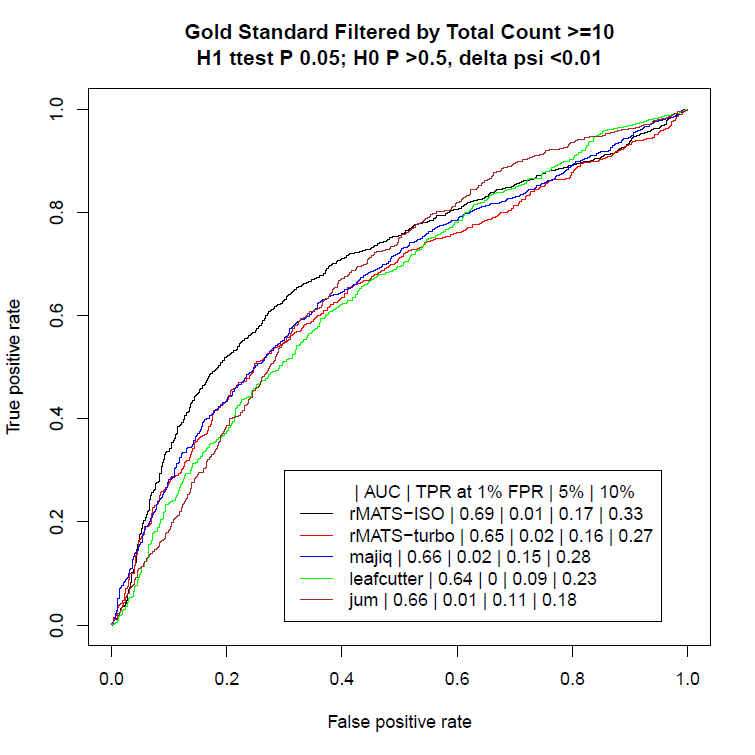 Gold Standard Filtered by Total Count >=10
H1 ttest P 0.05; H0 P >0.5, delta psi <0.01
True positive rate
1.0
0.8
0.6
0.4
0.2
0.0
| AUC | TPR at 1% FPR | 5% | 10%
rMATS−ISO | 0.69 | 0.01 | 0.17 | 0.33
rMATS−turbo | 0.65 | 0.02 | 0.16 | 0.27
majiq | 0.66 | 0.02 | 0.15 | 0.28
leafcutter | 0.64 | 0 | 0.09 | 0.23
jum | 0.66 | 0.01 | 0.11 | 0.18
0.0 0.2 0.4 0.6 0.8 1.0
False positive rate